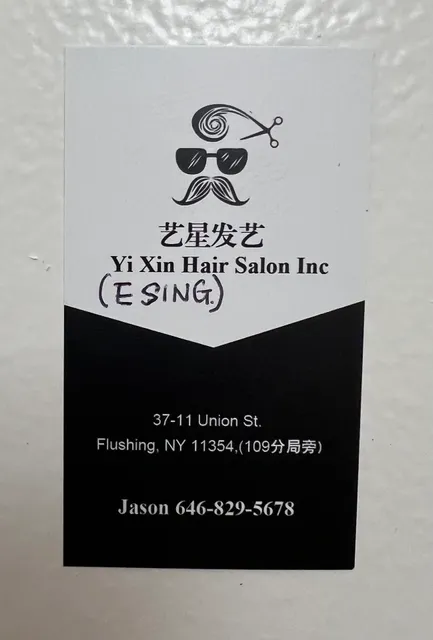 艺星发艺
Yi Xin Hair Salon Inc
(E SING.)
37-11 Union St.
Flushing, NY 11354,(109分局旁)
Jason 646-829-5678